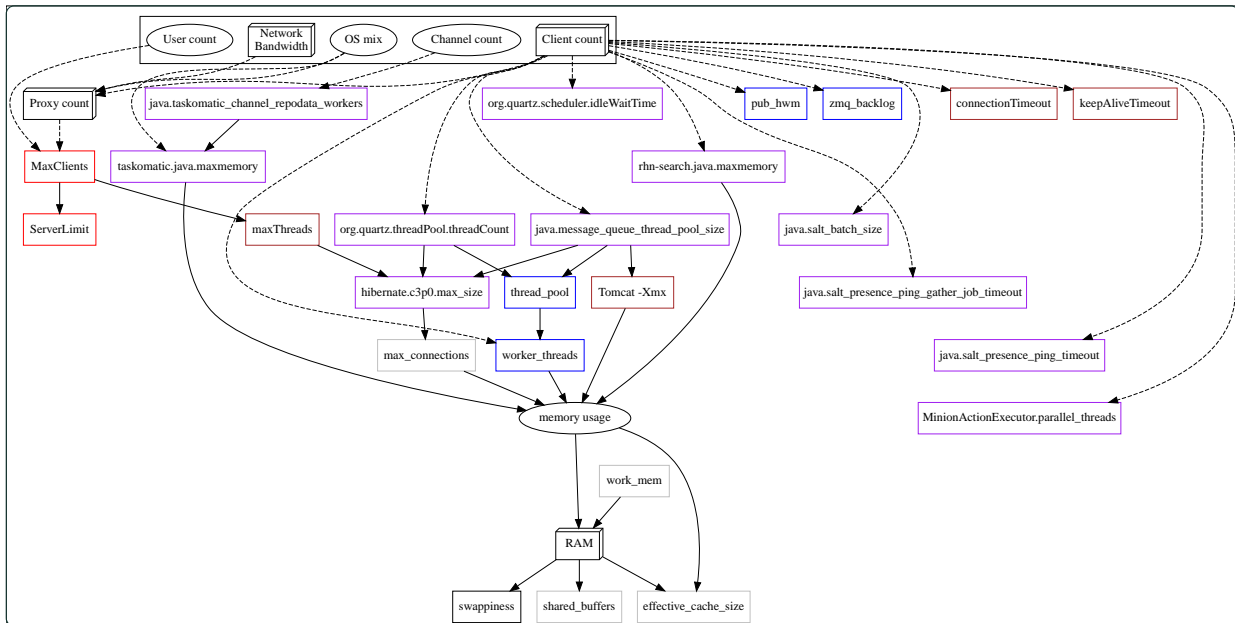 User count
Network
Bandwidth
OS mix
Channel count
Client count
Proxy count
java.taskomatic_channel_repodata_workers
org.quartz.scheduler.idleWaitTime
pub_hwm
zmq_backlog
connectionTimeout
keepAliveTimeout
MaxClients
taskomatic.java.maxmemory
rhn-search.java.maxmemory
ServerLimit
maxThreads
org.quartz.threadPool.threadCount
java.message_queue_thread_pool_size
java.salt_batch_size
hibernate.c3p0.max_size
thread_pool
Tomcat -Xmx
java.salt_presence_ping_gather_job_timeout
max_connections
worker_threads
java.salt_presence_ping_timeout
memory usage
MinionActionExecutor.parallel_threads
work_mem
RAM
swappiness
shared_buffers
effective_cache_size